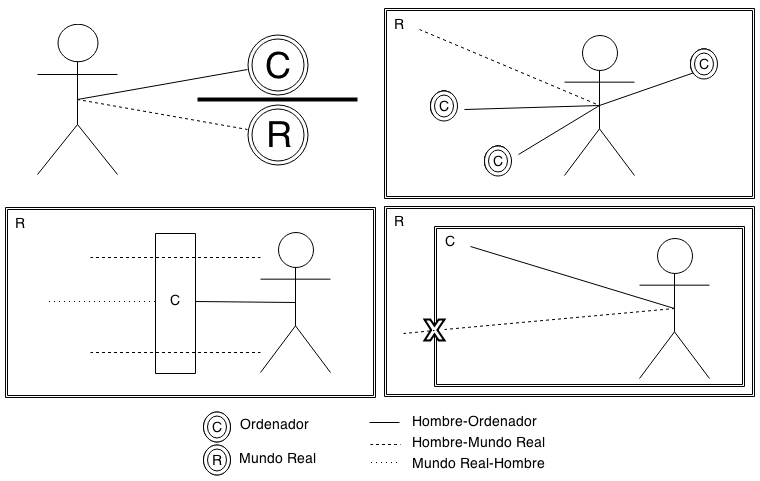 C
R
R
C
C
C
R
C
R
C
X
C Ordenador
R Mundo Real
Hombre-Ordenador
Hombre-Mundo Real
Mundo Real-Hombre